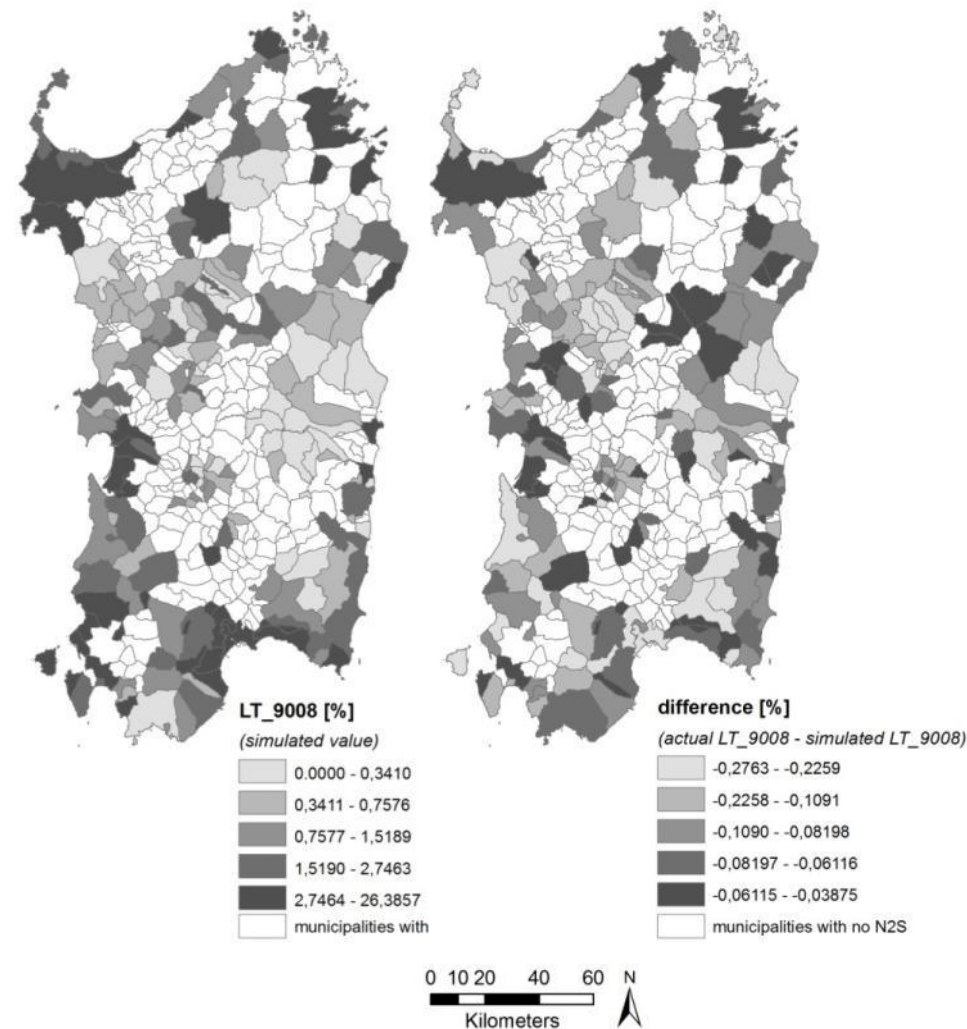 LT_9008 [%]
(simulated value)
0.0000 - 0,3410
0,3411 - 0,7576
0,7577 - 1,5189
1,5190 - 2,7463
2,7464 - 26,3857
municipalities with
difference [%]
(actual LT_9008 - simulated LT_9008)
-0,2763 - -0,2259
-0,2258 - -0,1091
-0,1090 - -0,08198
-0,08197 - -0,06116
-0,06115 - -0,03875
municipalities with no N2S
0 10 20 40 60
Kilometers
N